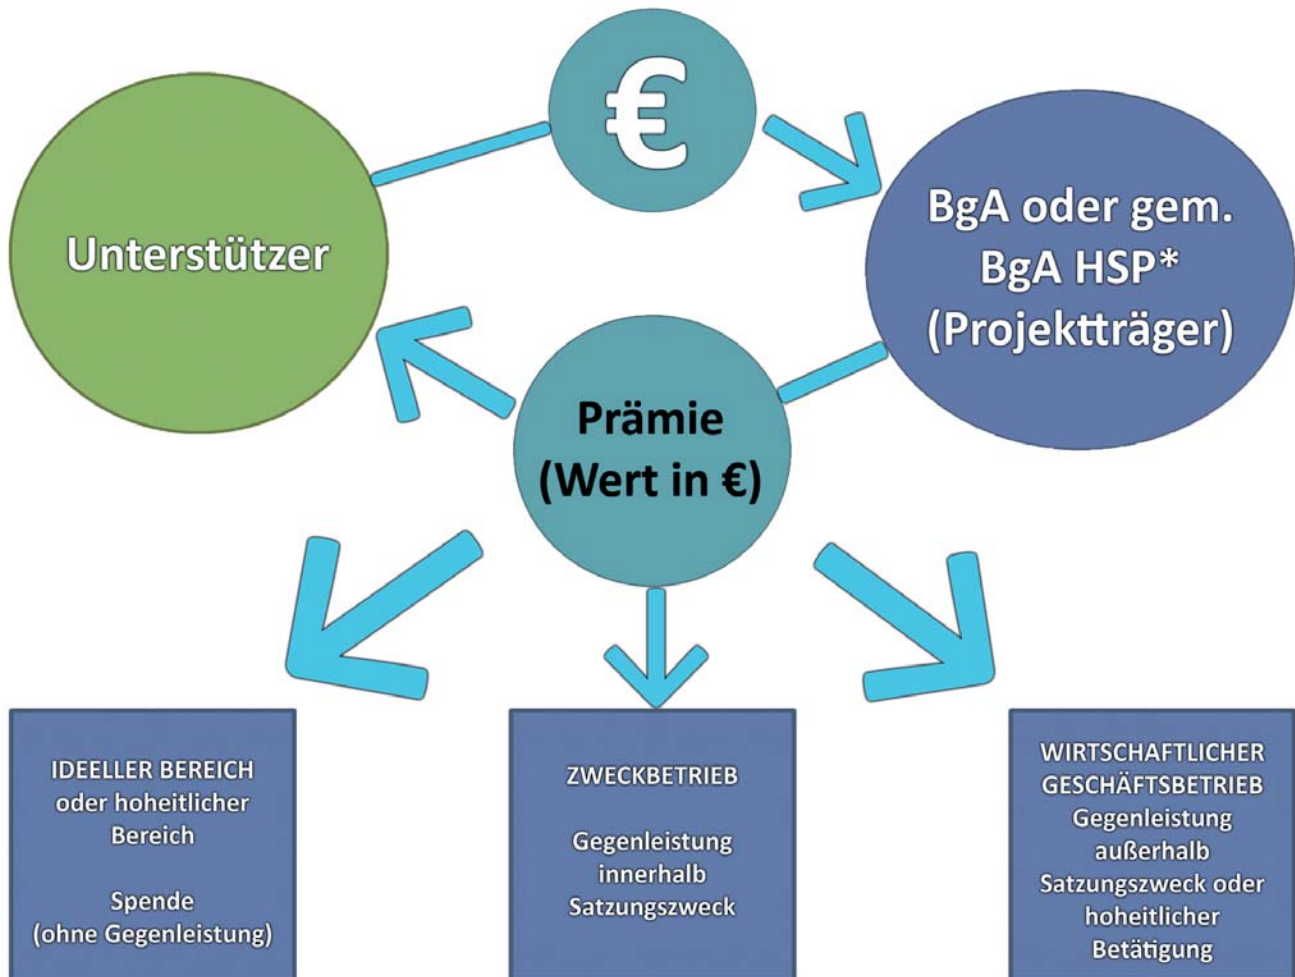 €
Unterstützer
BgA oder gem.
BgA HSP*
(Projektträger)
Prämie
(Wert in €)
IDEELLER BEREICH
oder hoheitlicher
Bereich
Spende
(ohne Gegenleistung)
ZWECKBETRIEB
Gegenleistung
innerhalb
Satzungszweck
WIRTSCHAFTLICHER
GESCHÄFTSBETRIEB
Gegenleistung
außerhalb
Satzungszweck oder
hoheitlicher
Betätigung